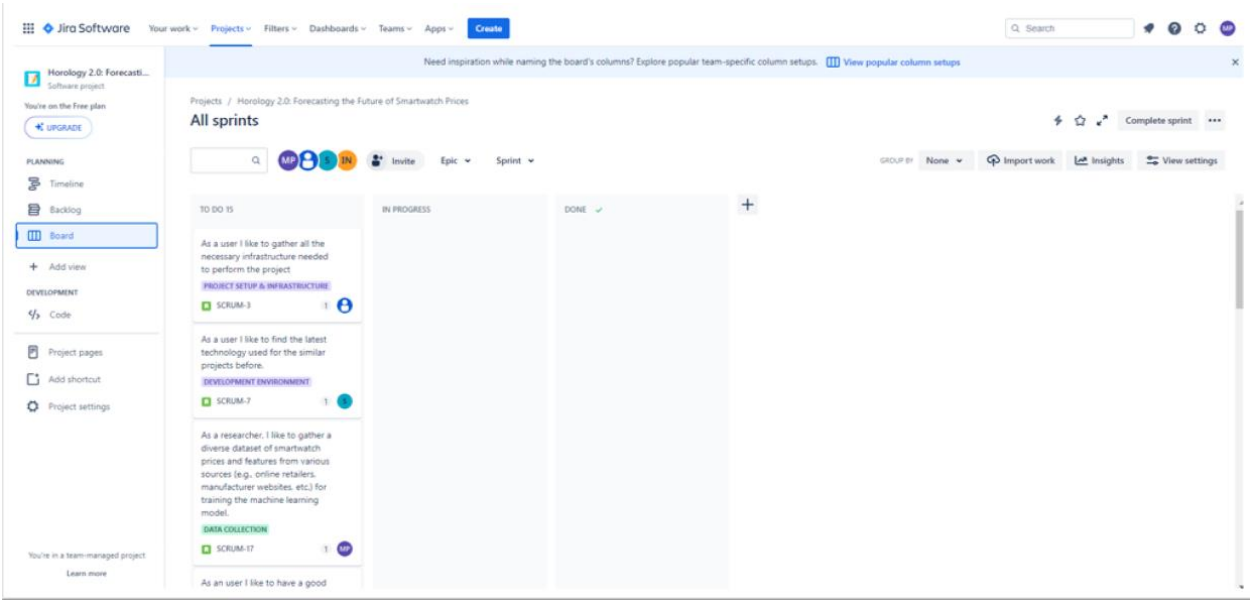 Jira Software Your work Projects Filters Dashboards Teams Apps Create Search MP
Need inspiration while naming the board's columns? Explore popular team-specific column setups. View popular column setups
Horology 2.0: Forecasti...
Software project
You're on the Free plan
UPGRADE
PLANNING
Timeline
Backlog
Board
Add view
DEVELOPMENT
Code
Project pages
Add shortcut
Project settings
You're in a team-managed project
Learn more
Projects / Horology 2.0: Forecasting the Future of Smartwatch Prices
All sprints
Complete sprint
MP S IN Invite Epic Sprint
GROUP BY None Import work Insights View settings
TO DO 15
As a user I like to gather all the
necessary infrastructure needed
to perform the project
PROJECT SETUP & INFRASTRUCTURE
SCRUM-3 1
As a user I like to find the latest
technology used for the similar
projects before.
DEVELOPMENT ENVIRONMENT
SCRUM-7 1 S
As a researcher, I like to gather a
diverse dataset of smartwatch
prices and features from various
sources (e.g., online retailers,
manufacturer websites, etc.) for
training the machine learning
model.
DATA COLLECTION
SCRUM-17 1 MP
As an user I like to have a good
IN PROGRESS
DONE